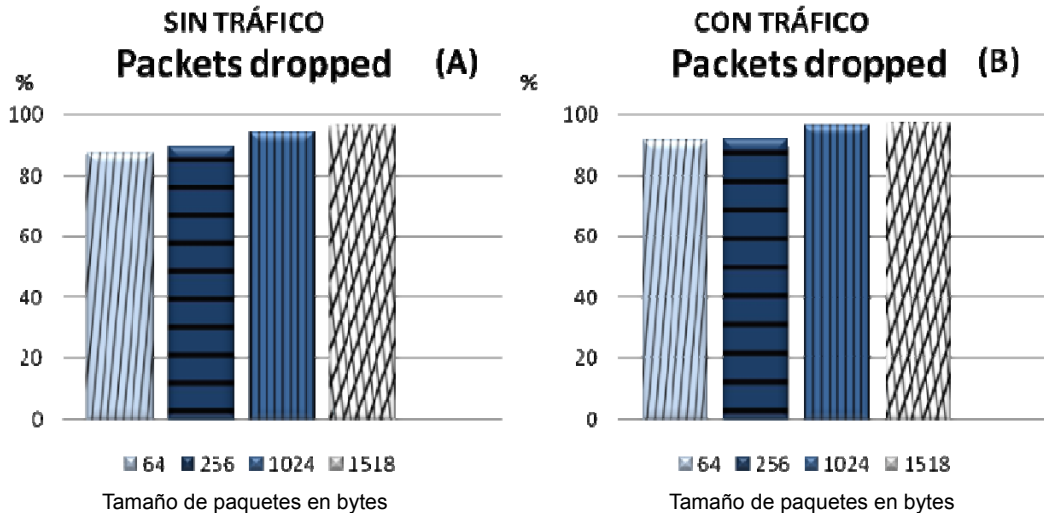 SIN TRÁFICO
Packets dropped (A)
%
100
80
60
40
20
0
64 256 1024 1518
Tamaño de paquetes en bytes
CON TRÁFICO
Packets dropped (B)
%
100
80
60
40
20
0
64 256 1024 1518
Tamaño de paquetes en bytes